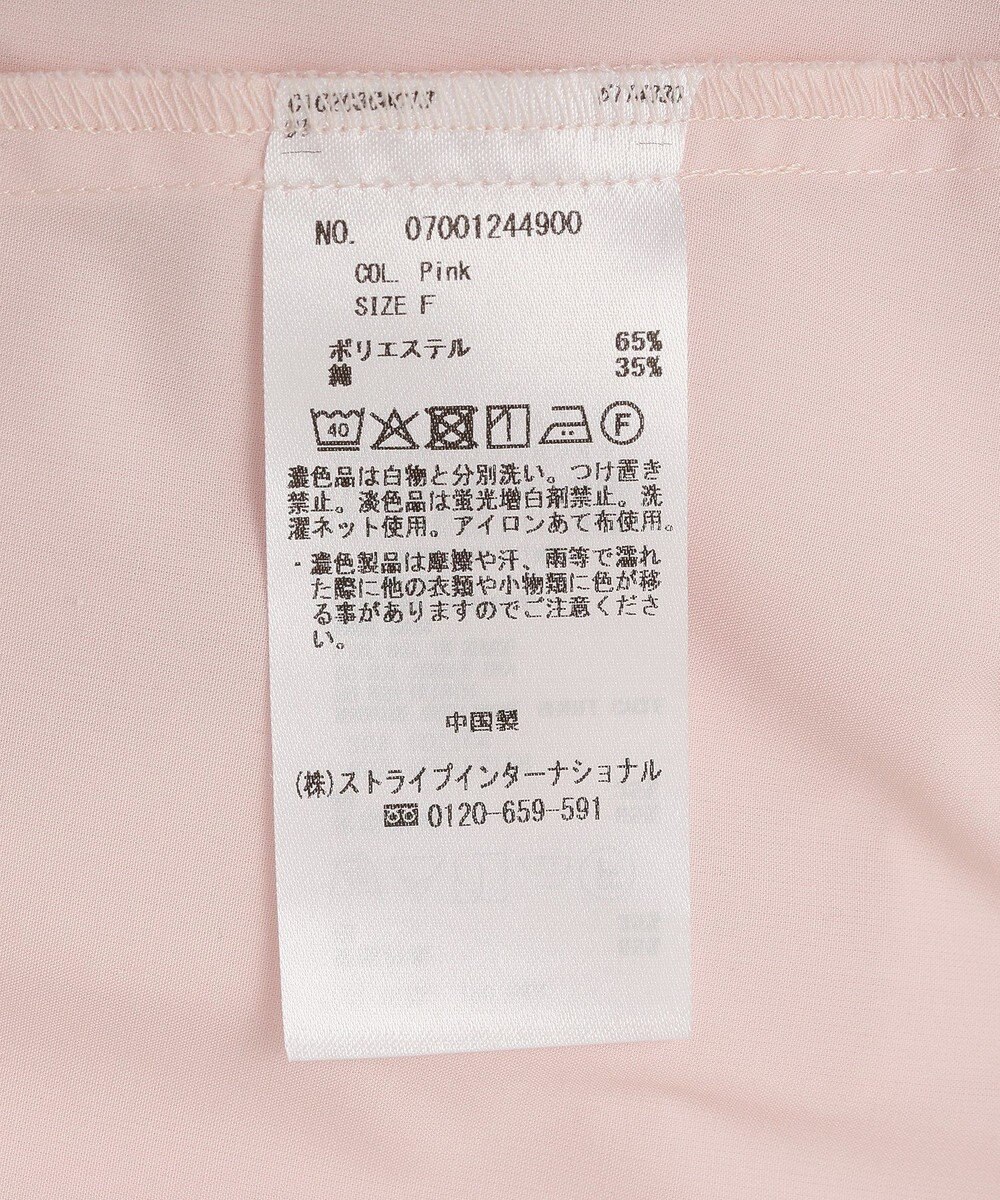 NO. 07001244900
COL. Pink
SIZE F
ポリエステル 65%
綿 35%
40 F
濃色品は白物と分別洗い。つけ置き
禁止。淡色品は蛍光増白剤禁止。洗
濯ネット使用。アイロンあて布使用。
・濃色製品は摩擦や汗、雨等で濡れ
た際に他の衣類や小物類に色が移
る事がありますのでご注意くださ
い。
中国製
(株)ストライプインターナショナル
0120-659-591